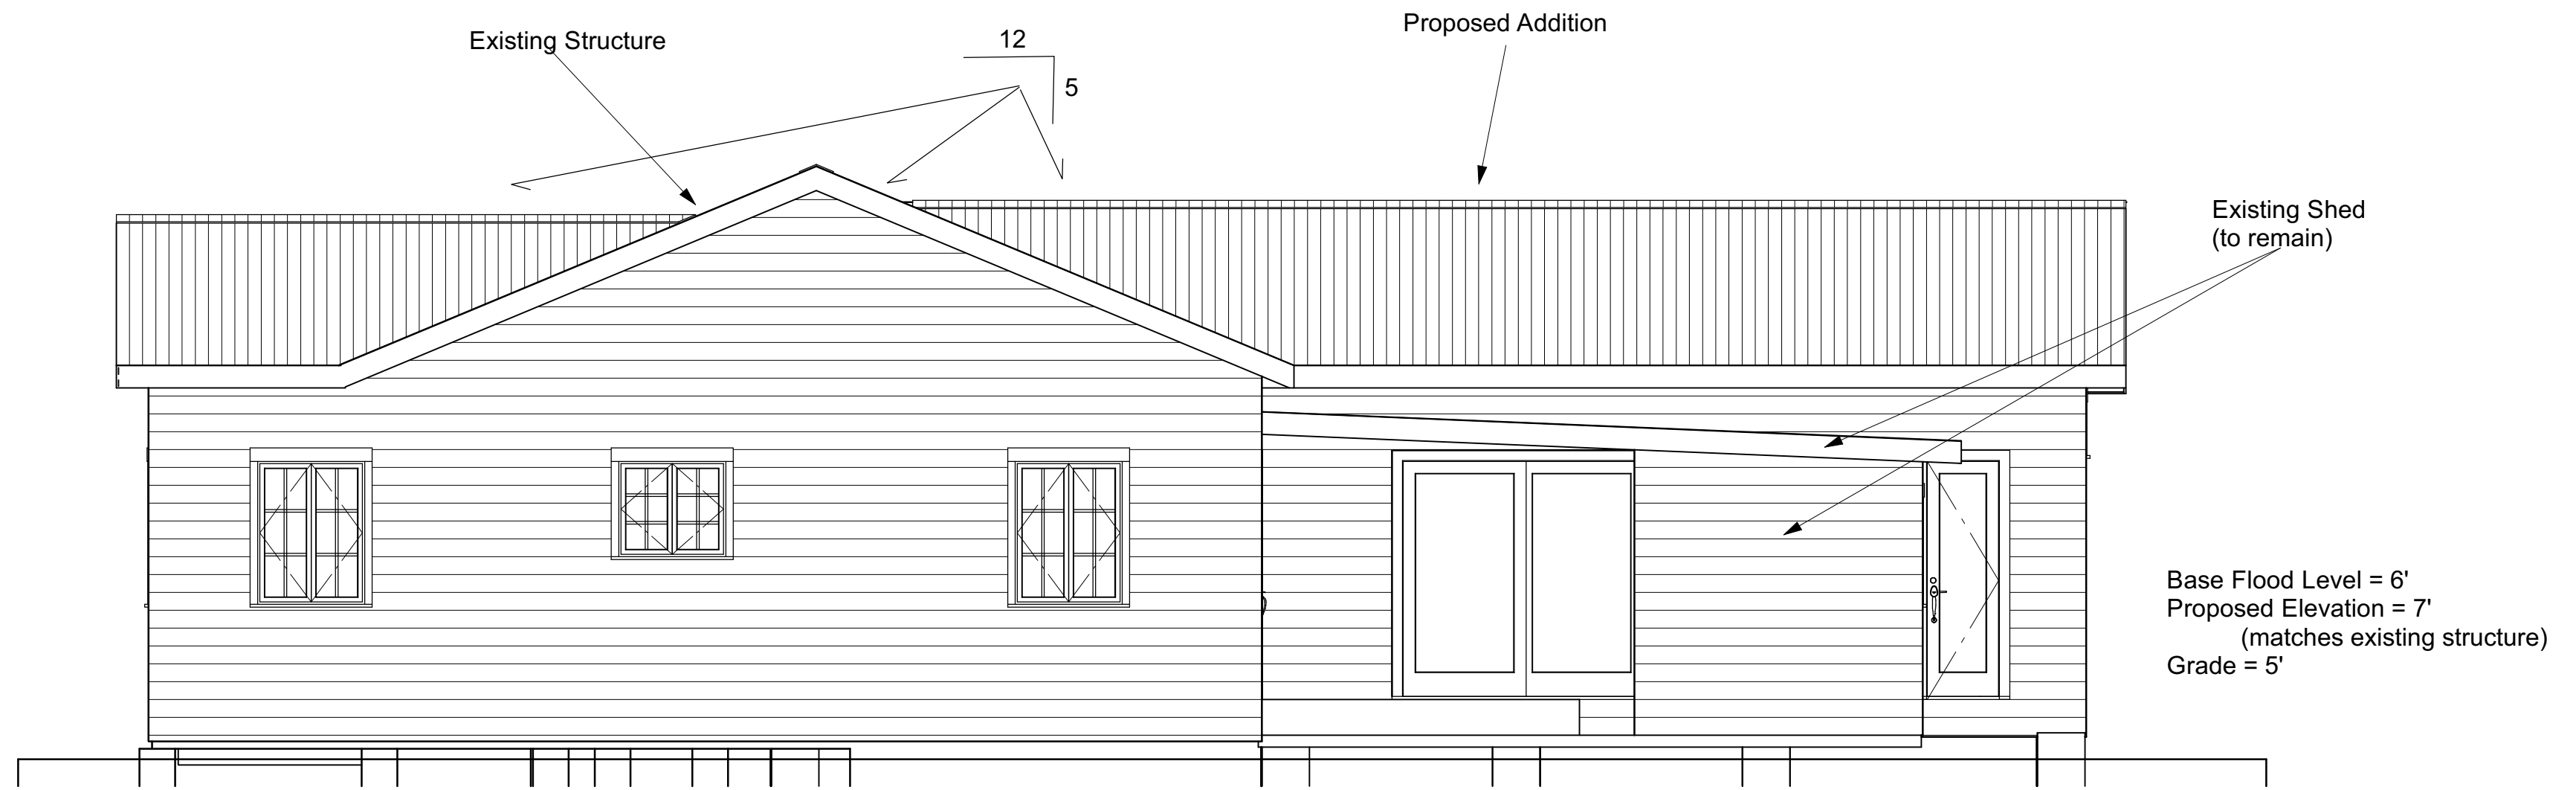 Proposed Addition
Existing Structure
12
5
Existing Shed
(to remain)
Base Flood Level = 6'
Proposed Elevation = 7'
(matches existing structure)
Grade = 5'